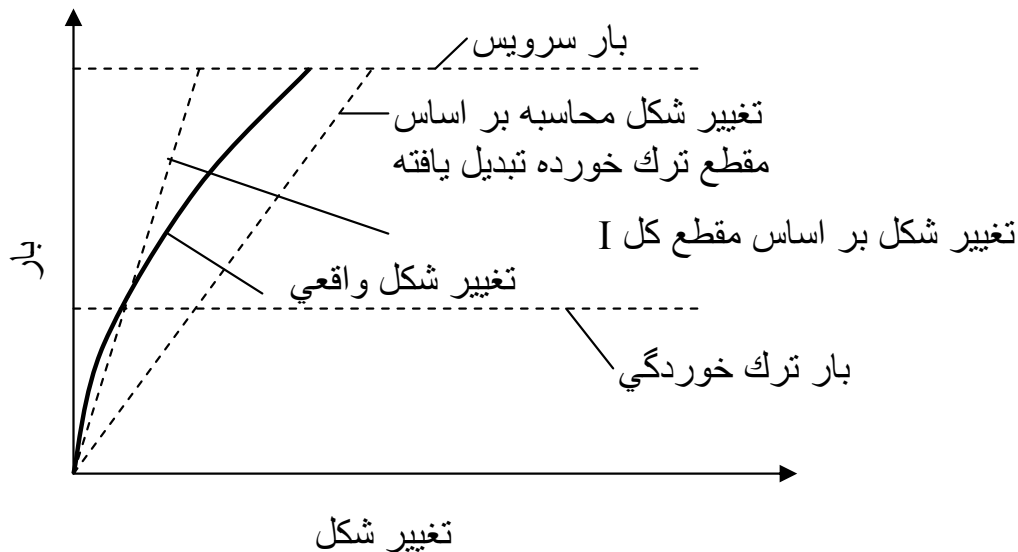 بار سرويس
تغيير شكل محاسبه بر اساس
مقطع ترك خورده تبديل يافته
تغيير شكل بر اساس مقطع كل I
تغيير شكل واقعي
بار
بار ترك خوردگي
تغيير شكل